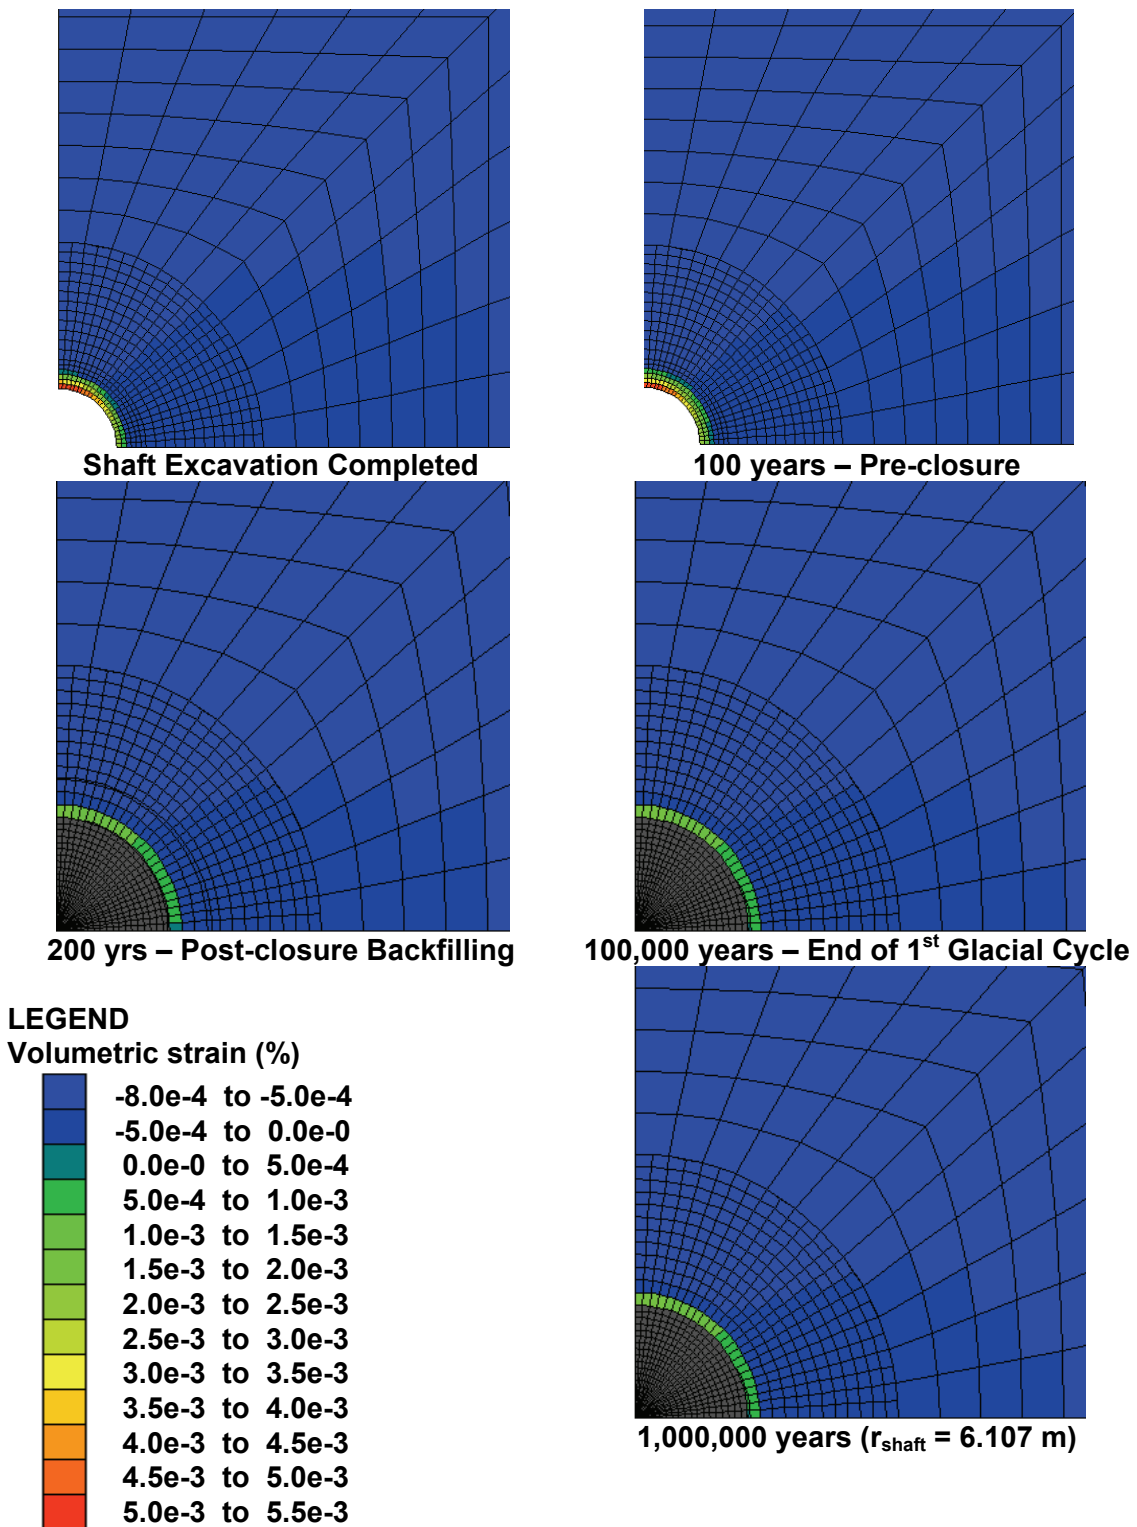 Shaft Excavation Completed
100 years – Pre-closure
200 yrs – Post-closure Backfilling
100,000 years – End of 1st Glacial Cycle
LEGEND
Volumetric strain (%)
-8.0e-4 to -5.0e-4
-5.0e-4 to 0.0e-0
0.0e-0 to 5.0e-4
5.0e-4 to 1.0e-3
1.0e-3 to 1.5e-3
1.5e-3 to 2.0e-3
2.0e-3 to 2.5e-3
2.5e-3 to 3.0e-3
3.0e-3 to 3.5e-3
3.5e-3 to 4.0e-3
4.0e-3 to 4.5e-3
4.5e-3 to 5.0e-3
5.0e-3 to 5.5e-3
1,000,000 years (rshaft = 6.107 m)